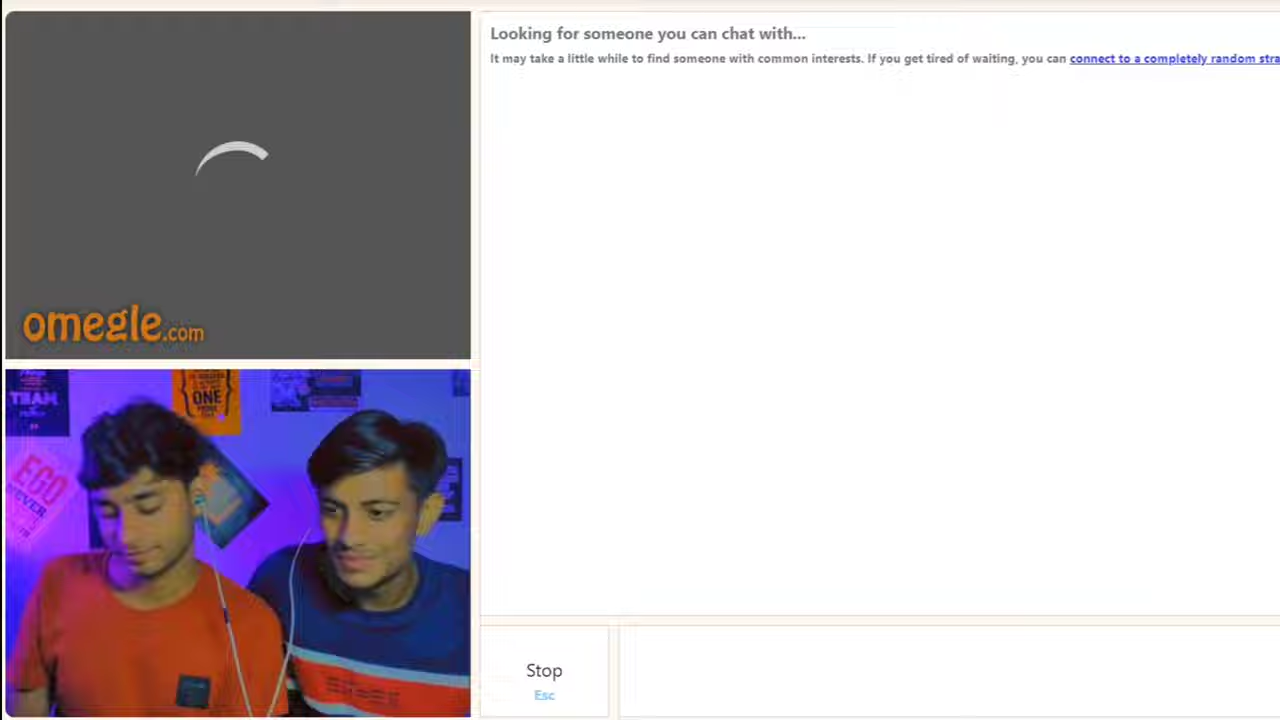 Looking for someone you can chat with...
It may take a little while to find someone with common interests. If you get tired of waiting, you can connect to a completely random stra
omegle.com
TEAM
ONE
EGO
NEVER
Stop
Esc